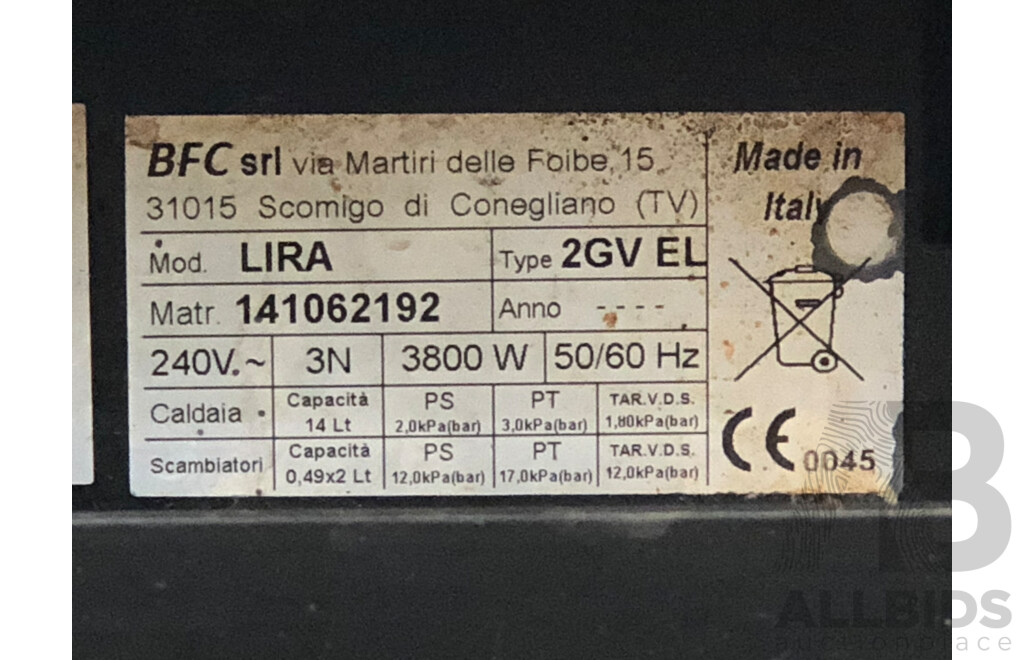 BFC srl via Martiri delle Foibe, 15
31015 Scomigo di Conegliano (TV)
Made in
Italy
Mod. LIRA Type 2GV EL
Matr. 141062192 Anno ----
240V.~ 3N 3800 W 50/60 Hz
Caldaia Capacità 14 Lt PS 2,0kPa(bar) PT 3,0kPa(bar) TAR.V.D.S. 1,80kPa(bar)
Scambiatori Capacità 0,49x2 Lt PS 12,0kPa(bar) PT 17,0kPa(bar) TAR.V.D.S. 12,0kPa(bar)
CE 0045
B
ALLBIDS
auctionplace